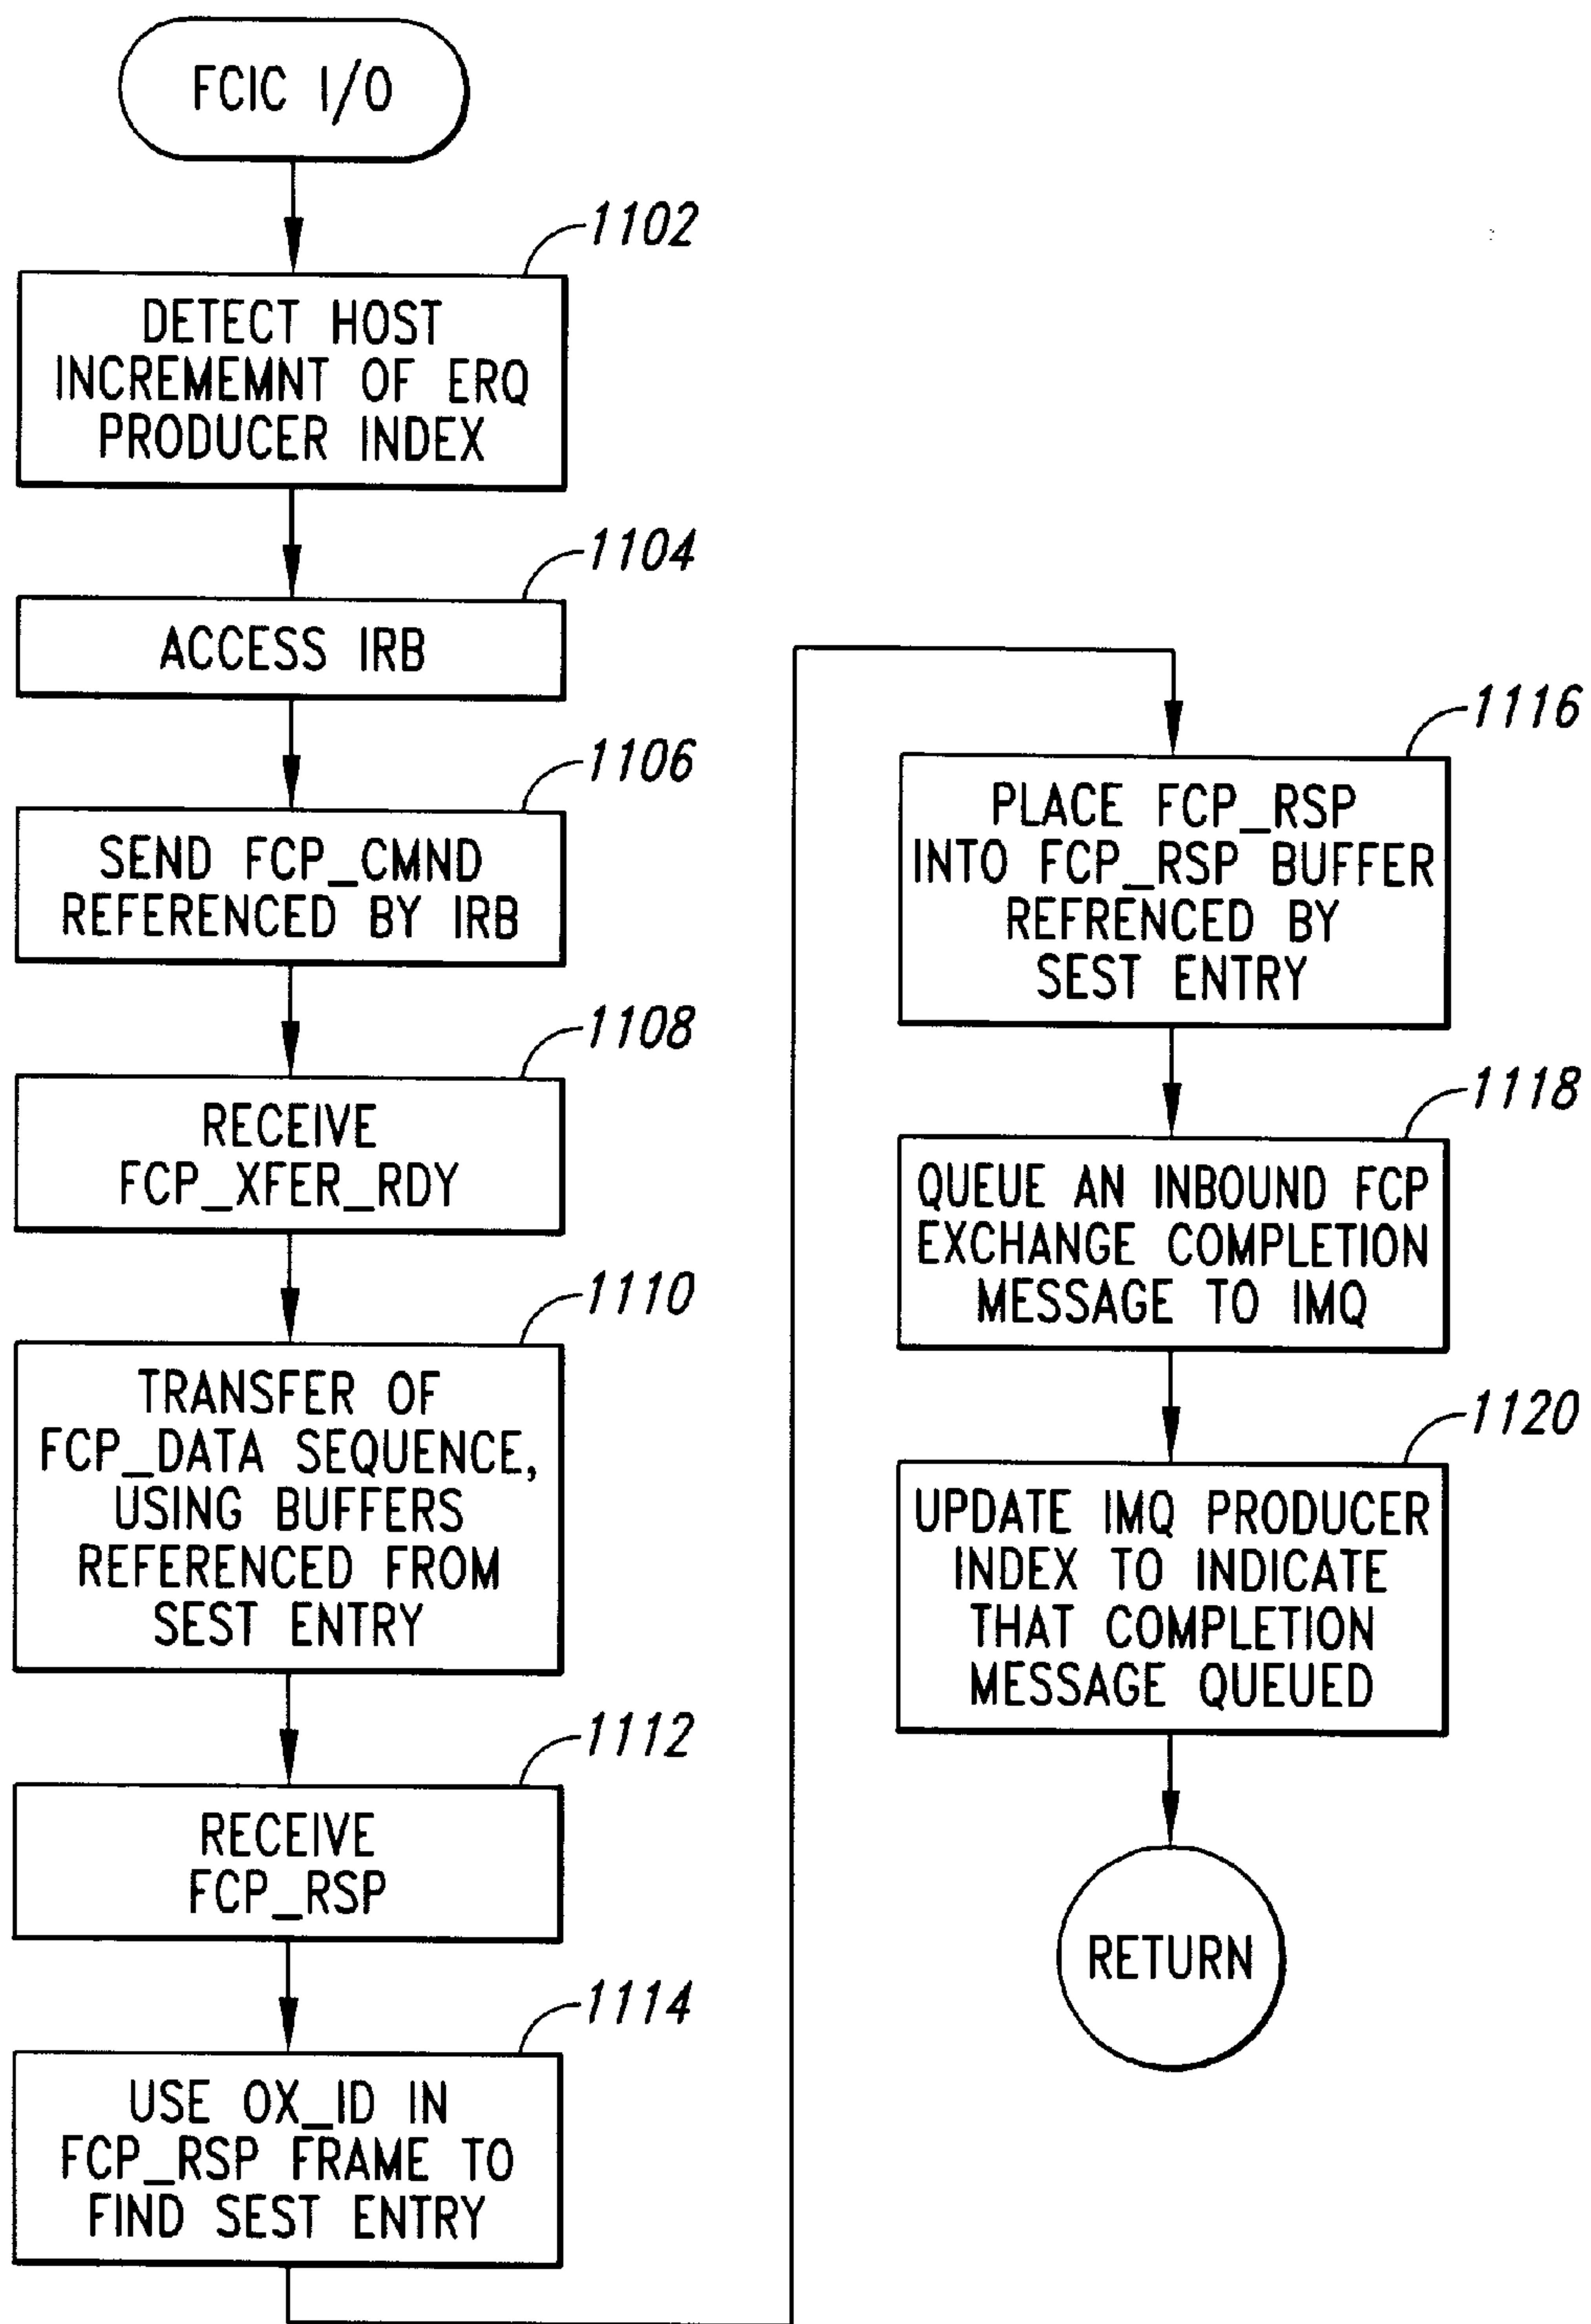 FCIC I/O
1102
DETECT HOST
INCREMEMNT OF ERQ
PRODUCER INDEX
1104
ACCESS IRB
1106
SEND FCP_CMND
REFERENCED BY IRB
1108
RECEIVE
FCP_XFER_RDY
1110
TRANSFER OF
FCP_DATA SEQUENCE,
USING BUFFERS
REFERENCED FROM
SEST ENTRY
1112
RECEIVE
FCP_RSP
1114
USE OX_ID IN
FCP_RSP FRAME TO
FIND SEST ENTRY
1116
PLACE FCP_RSP
INTO FCP_RSP BUFFER
REFRENCED BY
SEST ENTRY
1118
QUEUE AN INBOUND FCP
EXCHANGE COMPLETION
MESSAGE TO IMQ
1120
UPDATE IMQ PRODUCER
INDEX TO INDICATE
THAT COMPLETION
MESSAGE QUEUED
RETURN